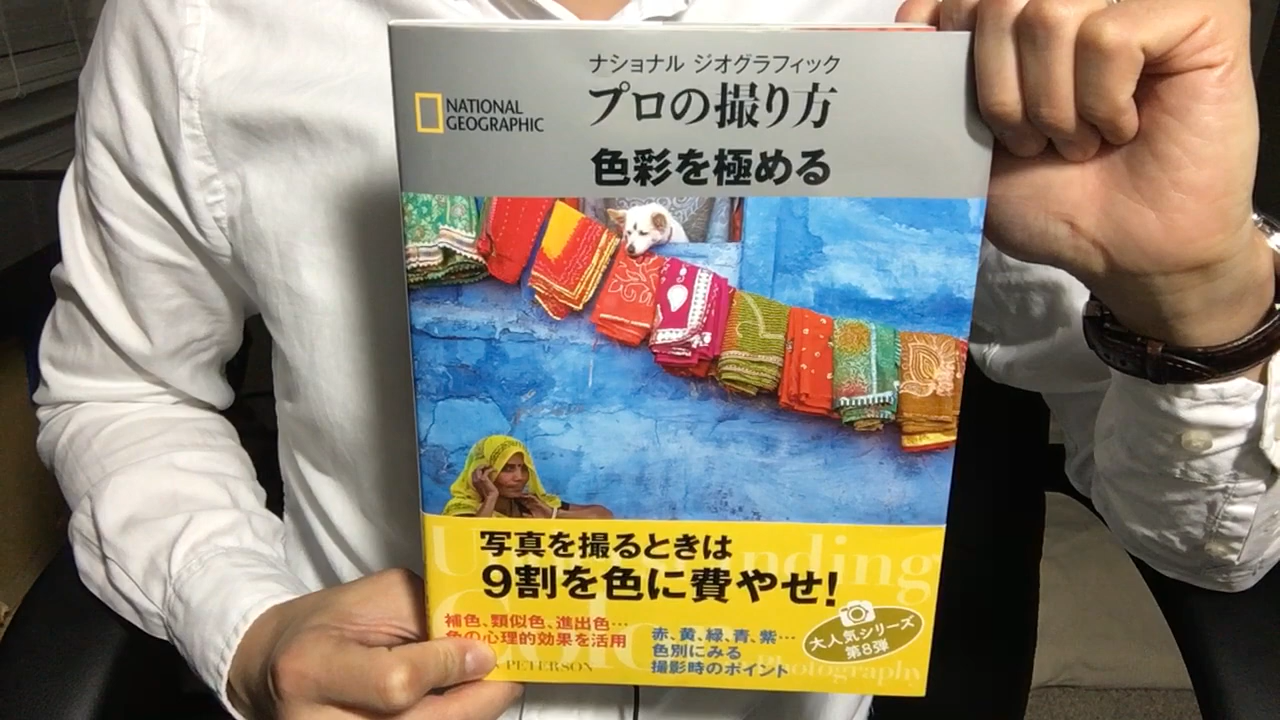 NATIONAL
GEOGRAPHIC
ナショナル ジオグラフィック
プロの撮り方
色彩を極める
写真を撮るときは
9割を色に費やせ!
補色、類似色、進出色…
色の心理的効果を活用
赤、黄、緑、青、紫…
色別にみる
撮影時のポイント
大人気シリーズ
第8弾
PETERSON
Photography